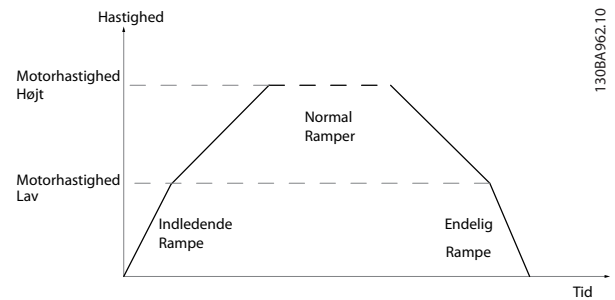 Hastighed
130BA962.10
Motorhastighed
Højt
Normal
Ramper
Motorhastighed
Lav
Indledende
Rampe
Endelig
Rampe
Tid